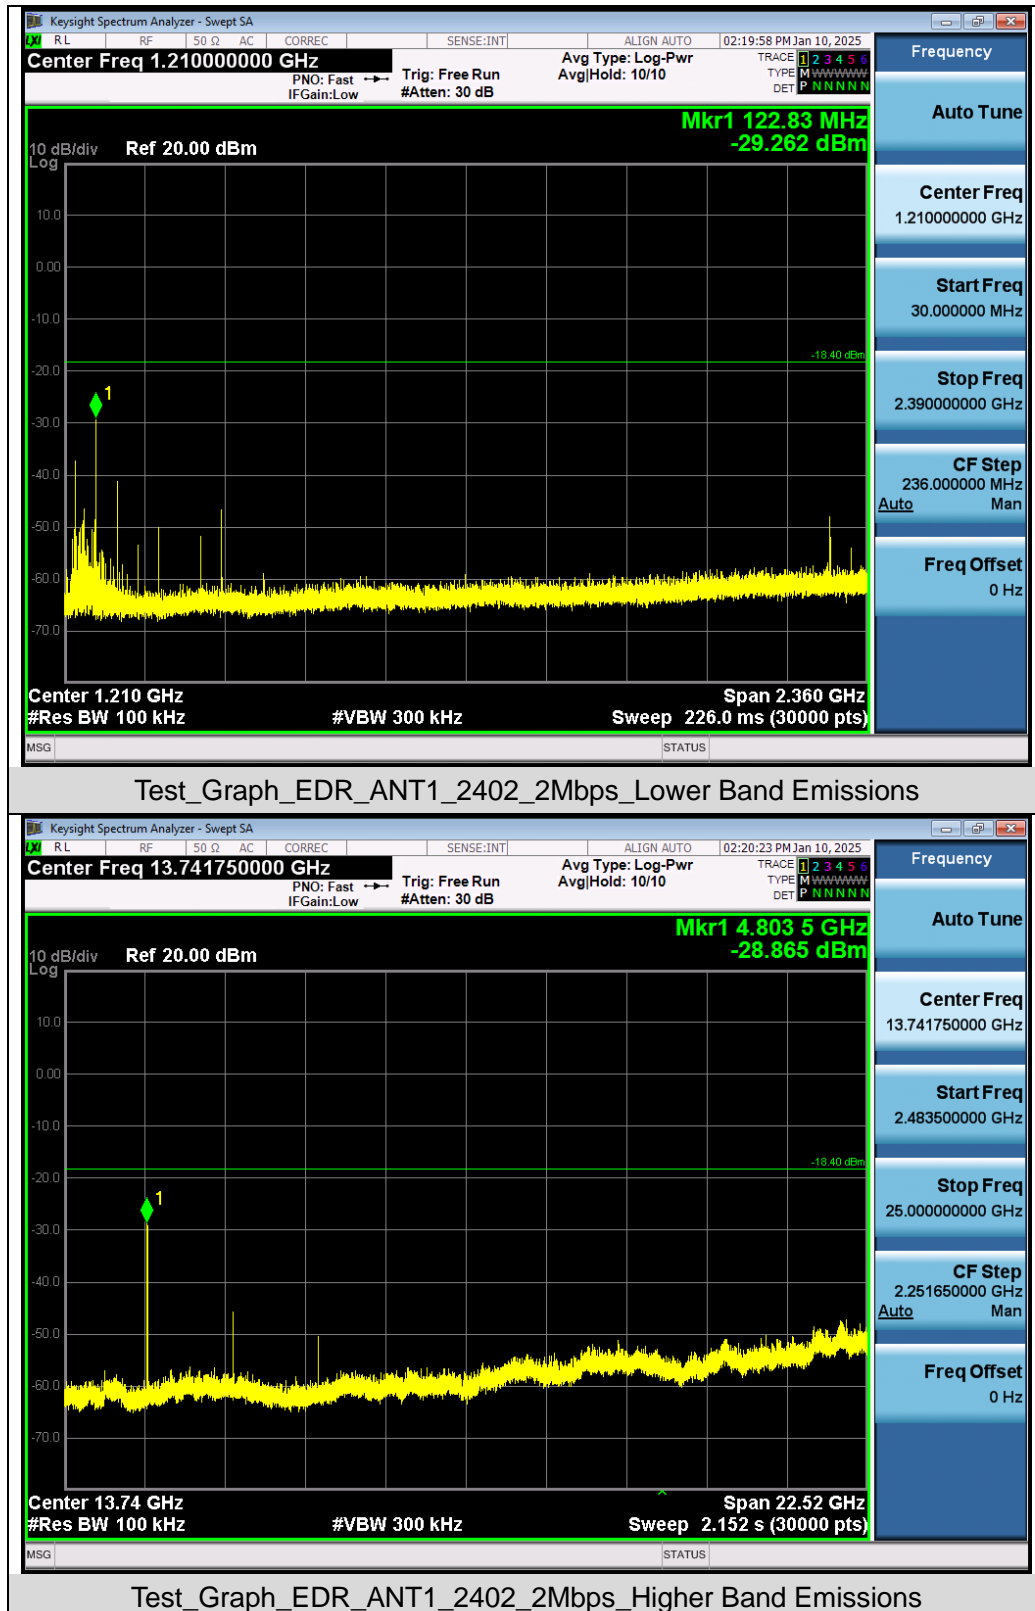 Keysight Spectrum Analyzer - Swept SA
LXI RL RF 50 Ω AC CORREC SENSE:INT ALIGN AUTO 02:19:58 PM Jan 10, 2025
Center Freq 1.210000000 GHz
PNO: Fast
IFGain:Low
Trig: Free Run
#Atten: 30 dB
Avg Type: Log-Pwr
Avg|Hold: 10/10
TRACE 1 2 3 4 5 6
TYPE M WWWWW
DET P N N N N N
Mkr1 122.83 MHz
-29.262 dBm
10 dB/div Ref 20.00 dBm
Log
10.0
0.00
-10.0
-18.40 dBm
-20.0
1
-30.0
-40.0
-50.0
-60.0
-70.0
Center 1.210 GHz Span 2.360 GHz
#Res BW 100 kHz #VBW 300 kHz Sweep 226.0 ms (30000 pts)
MSG STATUS
Frequency
Auto Tune
Center Freq
1.210000000 GHz
Start Freq
30.000000 MHz
Stop Freq
2.390000000 GHz
CF Step
236.000000 MHz
Auto Man
Freq Offset
0 Hz
Test_Graph_EDR_ANT1_2402_2Mbps_Lower Band Emissions
Keysight Spectrum Analyzer - Swept SA
LXI RL RF 50 Ω AC CORREC SENSE:INT ALIGN AUTO 02:20:23 PM Jan 10, 2025
Center Freq 13.741750000 GHz
PNO: Fast
IFGain:Low
Trig: Free Run
#Atten: 30 dB
Avg Type: Log-Pwr
Avg|Hold: 10/10
TRACE 1 2 3 4 5 6
TYPE M WWWWW
DET P N N N N N
Mkr1 4.803 5 GHz
-28.865 dBm
10 dB/div Ref 20.00 dBm
Log
10.0
0.00
-10.0
-18.40 dBm
-20.0
1
-30.0
-40.0
-50.0
-60.0
-70.0
Center 13.74 GHz Span 22.52 GHz
#Res BW 100 kHz #VBW 300 kHz Sweep 2.152 s (30000 pts)
MSG STATUS
Frequency
Auto Tune
Center Freq
13.741750000 GHz
Start Freq
2.483500000 GHz
Stop Freq
25.000000000 GHz
CF Step
2.251650000 GHz
Auto Man
Freq Offset
0 Hz
Test_Graph_EDR_ANT1_2402_2Mbps_Higher Band Emissions